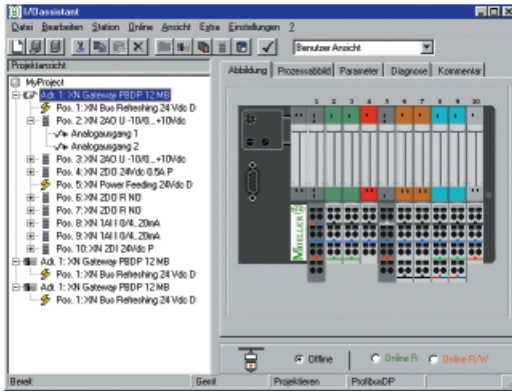 I/Oassistant
Datei Bearbeiten Station Online Ansicht Extra Einstellungen ?
Benutzer Ansicht
Projektansicht
MyProject
Adr. 1: XN Gateway PBDP 12 MB
Pos. 1: XN Bus Refreshing 24 Vdc D
Pos. 2: XN 2AO U -10/0...+10Vdc
Analogausgang 1
Analogausgang 2
Pos. 3: XN 2AO U -10/0...+10Vdc
Pos. 4: XN 2DO 24Vdc 0.5A P
Pos. 5: XN Power Feeding 24Vdc D
Pos. 6: XN 2DO R NO
Pos. 7: XN 2DO R NO
Pos. 8: XN 1AI I 0/4...20mA
Pos. 9: XN 1AI I 0/4...20mA
Pos. 10: XN 2DI 24Vdc P
Adr. 1: XN Gateway PBDP 12 MB
Pos. 1: XN Bus Refreshing 24 Vdc D
Adr. 1: XN Gateway PBDP 12 MB
Pos. 1: XN Bus Refreshing 24 Vdc D
Abbildung Prozessabbild Parameter Diagnose Kommentar
1 2 3 4 5 6 7 8 9 10
MOELLER
Offline Online R Online R/W
Bereit Gerät Projektieren ProfibusDP